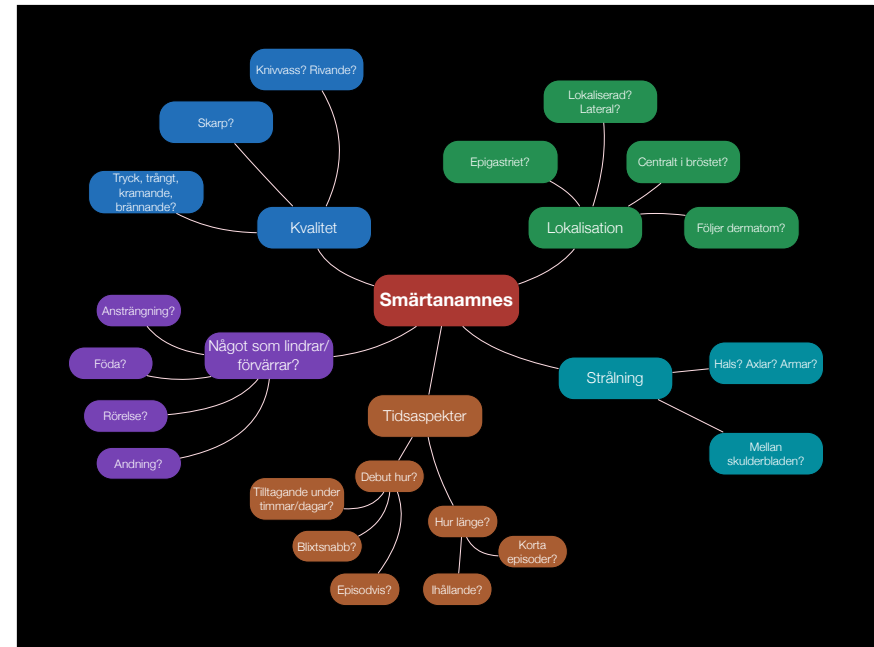 Knivvass? Rivande?
Skarp?
Tryck, trångt,
kramande,
brännande?
Kvalitet
Lokaliserad?
Lateral?
Epigastriet?
Centralt i bröstet?
Lokalisation
Följer dermatom?
Smärtanamnes
Ansträngning?
Något som lindrar/
förvärrar?
Föda?
Rörelse?
Andning?
Strålning
Hals? Axlar? Armar?
Mellan
skulderbladen?
Tidsaspekter
Debut hur?
Tilltagande under
timmar/dagar?
Blixtsnabb?
Episodvis?
Hur länge?
Korta
episoder?
Ihållande?